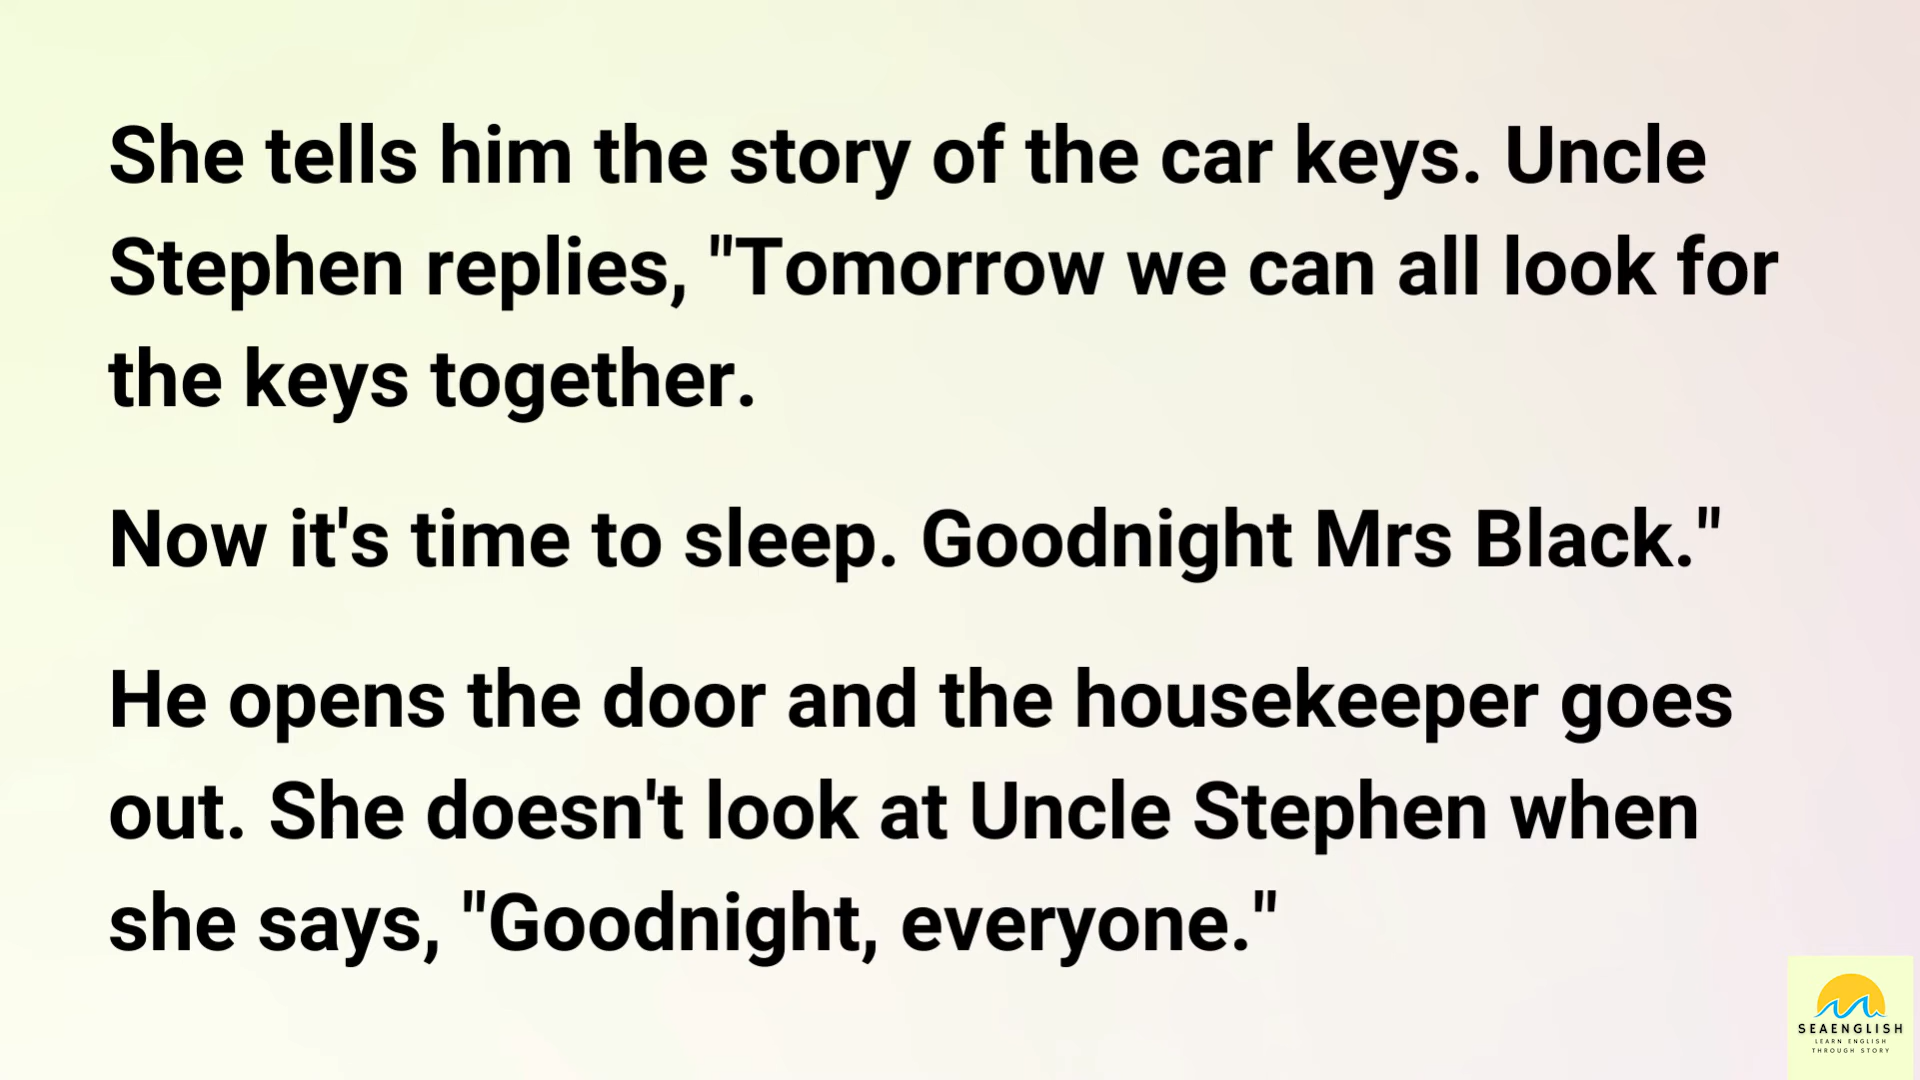 She tells him the story of the car keys. Uncle
Stephen replies, "Tomorrow we can all look for
the keys together.
Now it's time to sleep. Goodnight Mrs Black."
He opens the door and the housekeeper goes
out. She doesn't look at Uncle Stephen when
she says, "Goodnight, everyone."
SEAENGLISH
LEARN ENGLISH
THROUGH STORY